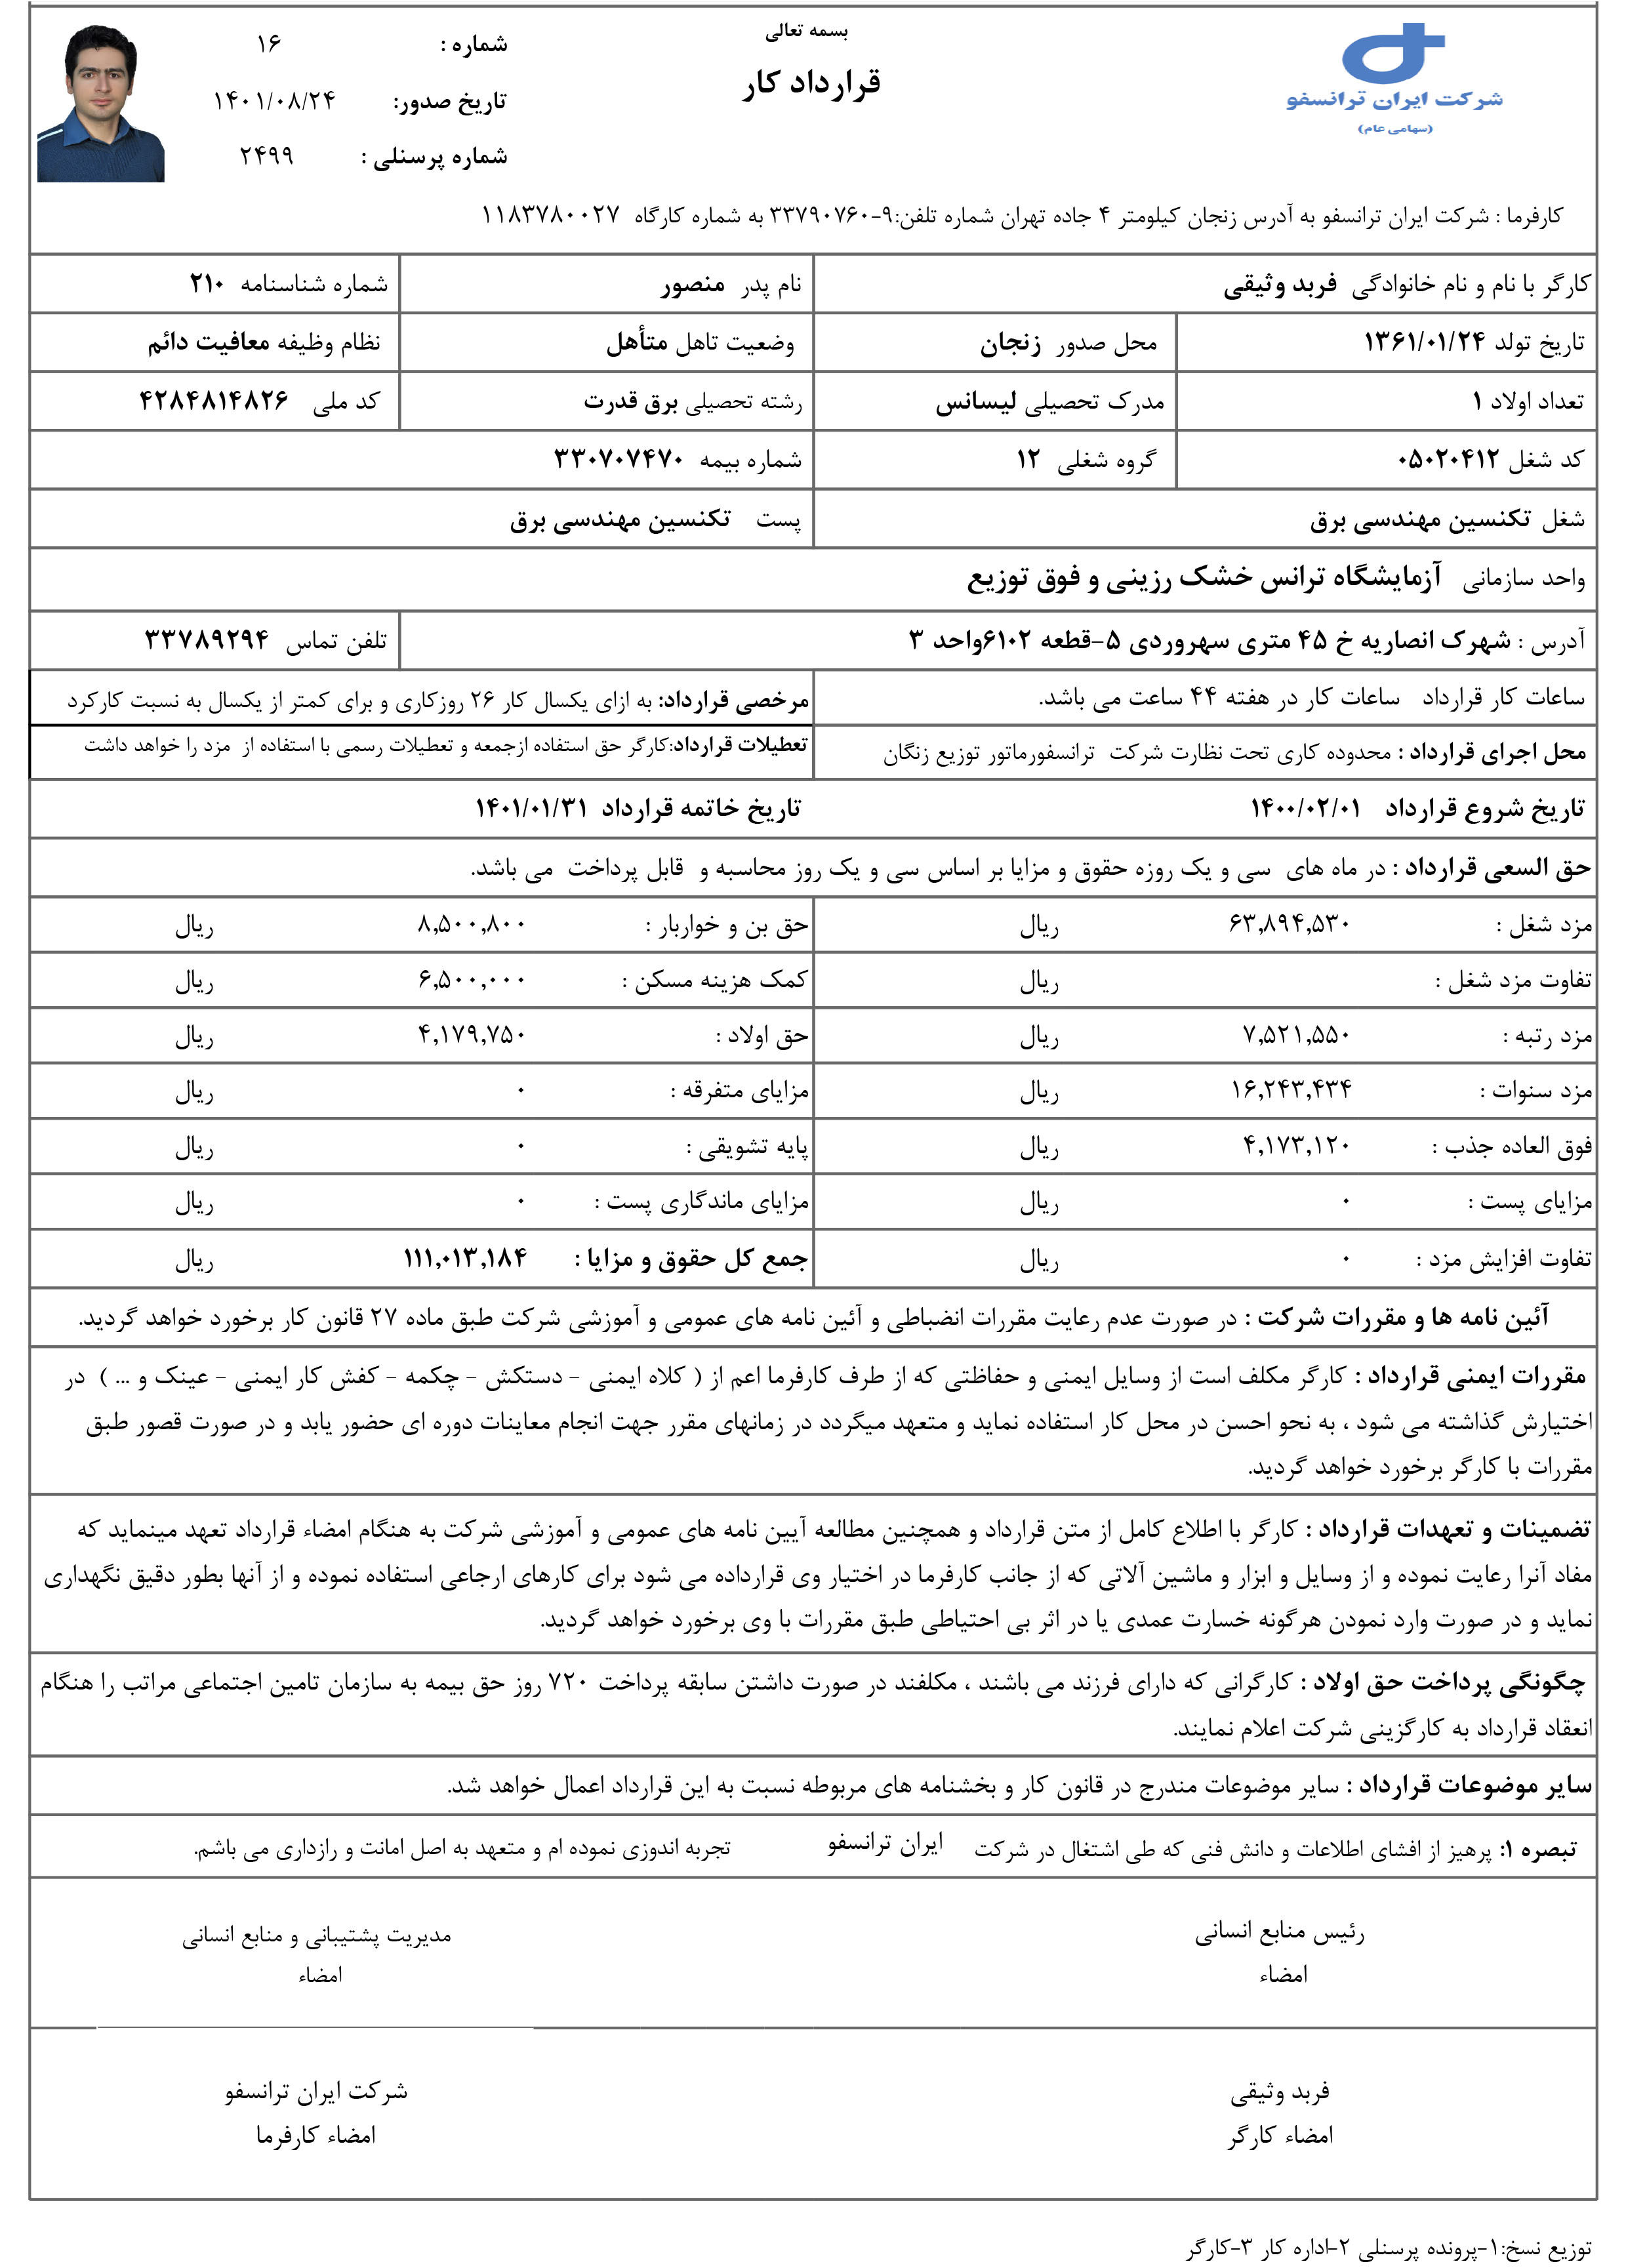 شرکت ایران ترانسفو
(سهامی عام)
بسمه تعالی
قرارداد کار
شماره : ۱۶
تاریخ صدور: ۱۴۰۱/۰۸/۲۴
شماره پرسنلی : ۲۴۹۹
کارفرما : شرکت ایران ترانسفو به آدرس زنجان کیلومتر ۴ جاده تهران شماره تلفن:۹-۳۳۷۹۰۷۶۰ به شماره کارگاه ۱۱۸۳۷۸۰۰۲۷
کارگر با نام و نام خانوادگی فربد وثیقی نام پدر منصور شماره شناسنامه ۲۱۰
تاریخ تولد ۱۳۶۱/۰۱/۲۴ محل صدور زنجان وضعیت تاهل متأهل نظام وظیفه معافیت دائم
تعداد اولاد ۱ مدرک تحصیلی لیسانس رشته تحصیلی برق قدرت کد ملی ۴۲۸۴۸۱۴۸۲۶
کد شغل ۰۵۰۲۰۴۱۲ گروه شغلی ۱۲ شماره بیمه ۳۳۰۷۰۷۴۷۰
شغل تکنسین مهندسی برق پست تکنسین مهندسی برق
واحد سازمانی آزمایشگاه ترانس خشک رزینی و فوق توزیع
آدرس : شهرک انصاریه خ ۴۵ متری سهروردی ۵-قطعه ۶۱۰۲واحد ۳ تلفن تماس ۳۳۷۸۹۲۹۴
ساعات کار قرارداد ساعات کار در هفته ۴۴ ساعت می باشد. مرخصی قرارداد: به ازای یکسال کار ۲۶ روزکاری و برای کمتر از یکسال به نسبت کارکرد
محل اجرای قرارداد : محدوده کاری تحت نظارت شرکت ترانسفورماتور توزیع زنگان تعطیلات قرارداد:کارگر حق استفاده ازجمعه و تعطیلات رسمی با استفاده از مزد را خواهد داشت
تاریخ شروع قرارداد ۱۴۰۰/۰۲/۰۱ تاریخ خاتمه قرارداد ۱۴۰۱/۰۱/۳۱
حق السعی قرارداد : در ماه های سی و یک روزه حقوق و مزایا بر اساس سی و یک روز محاسبه و قابل پرداخت می باشد.
مزد شغل : ۶۳,۸۹۴,۵۳۰ ریال حق بن و خواربار : ۸,۵۰۰,۸۰۰ ریال
تفاوت مزد شغل : ریال کمک هزینه مسکن : ۶,۵۰۰,۰۰۰ ریال
مزد رتبه : ۷,۵۲۱,۵۵۰ ریال حق اولاد : ۴,۱۷۹,۷۵۰ ریال
مزد سنوات : ۱۶,۲۴۳,۴۳۴ ریال مزایای متفرقه : ۰ ریال
فوق العاده جذب : ۴,۱۷۳,۱۲۰ ریال پایه تشویقی : ۰ ریال
مزایای پست : ۰ ریال مزایای ماندگاری پست : ۰ ریال
تفاوت افزایش مزد : ۰ ریال جمع کل حقوق و مزایا : ۱۱۱,۰۱۳,۱۸۴ ریال
آئین نامه ها و مقررات شرکت : در صورت عدم رعایت مقررات انضباطی و آئین نامه های عمومی و آموزشی شرکت طبق ماده ۲۷ قانون کار برخورد خواهد گردید.
مقررات ایمنی قرارداد : کارگر مکلف است از وسایل ایمنی و حفاظتی که از طرف کارفرما اعم از ( کلاه ایمنی - دستکش - چکمه - کفش کار ایمنی - عینک و ... ) در
اختیارش گذاشته می شود ، به نحو احسن در محل کار استفاده نماید و متعهد میگردد در زمانهای مقرر جهت انجام معاینات دوره ای حضور یابد و در صورت قصور طبق
مقررات با کارگر برخورد خواهد گردید.
تضمینات و تعهدات قرارداد : کارگر با اطلاع کامل از متن قرارداد و همچنین مطالعه آیین نامه های عمومی و آموزشی شرکت به هنگام امضاء قرارداد تعهد مینماید که
مفاد آنرا رعایت نموده و از وسایل و ابزار و ماشین آلاتی که از جانب کارفرما در اختیار وی قرارداده می شود برای کارهای ارجاعی استفاده نموده و از آنها بطور دقیق نگهداری
نماید و در صورت وارد نمودن هرگونه خسارت عمدی یا در اثر بی احتیاطی طبق مقررات با وی برخورد خواهد گردید.
چگونگی پرداخت حق اولاد : کارگرانی که دارای فرزند می باشند ، مکلفند در صورت داشتن سابقه پرداخت ۷۲۰ روز حق بیمه به سازمان تامین اجتماعی مراتب را هنگام
انعقاد قرارداد به کارگزینی شرکت اعلام نمایند.
سایر موضوعات قرارداد : سایر موضوعات مندرج در قانون کار و بخشنامه های مربوطه نسبت به این قرارداد اعمال خواهد شد.
تبصره ۱: پرهیز از افشای اطلاعات و دانش فنی که طی اشتغال در شرکت ایران ترانسفو تجربه اندوزی نموده ام و متعهد به اصل امانت و رازداری می باشم.
رئیس منابع انسانی مدیریت پشتیبانی و منابع انسانی
امضاء امضاء
فربد وثیقی شرکت ایران ترانسفو
امضاء کارگر امضاء کارفرما
توزیع نسخ:۱-پرونده پرسنلی ۲-اداره کار ۳-کارگر